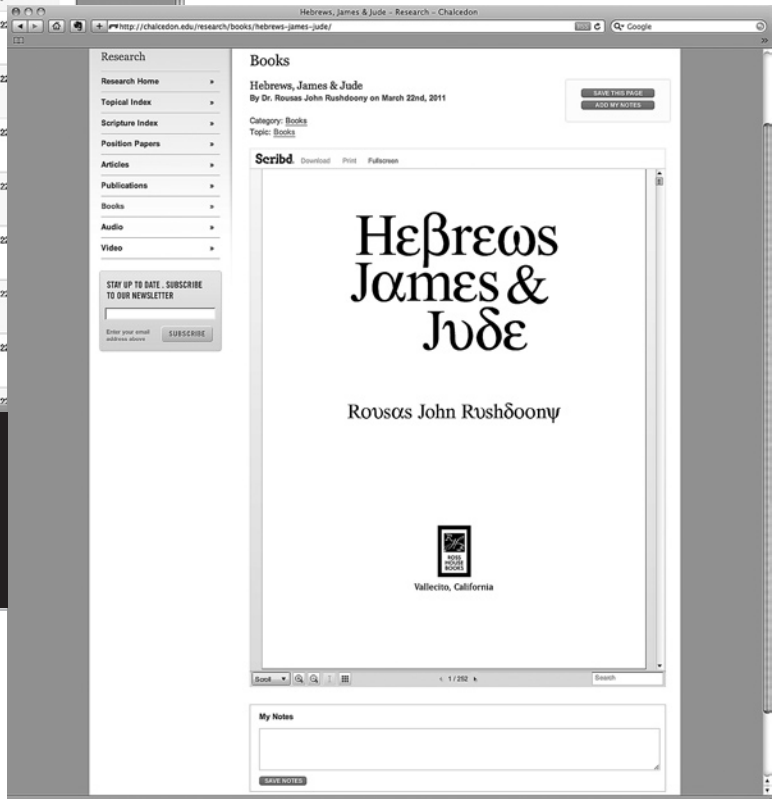 Hebrews, James & Jude – Research – Chalcedon
http://chalcedon.edu/research/books/hebrews-james-jude/
Google
Research
Research Home »
Topical Index »
Scripture Index »
Position Papers »
Articles »
Publications »
Books »
Audio »
Video »
STAY UP TO DATE . SUBSCRIBE
TO OUR NEWSLETTER
Enter your email
address above
SUBSCRIBE
Books
Hebrews, James & Jude
By Dr. Rousas John Rushdoony on March 22nd, 2011
Category: Books
Topic: Books
SAVE THIS PAGE
ADD MY NOTES
Scribd. Download Print Fullscreen
Hεβrεωs
Jαmεs &
Jυδε
Roυsαs John Rυshδoonψ
ROSS
HOUSE
BOOKS
Vallecito, California
Scroll
1 / 252
Search
My Notes
SAVE NOTES